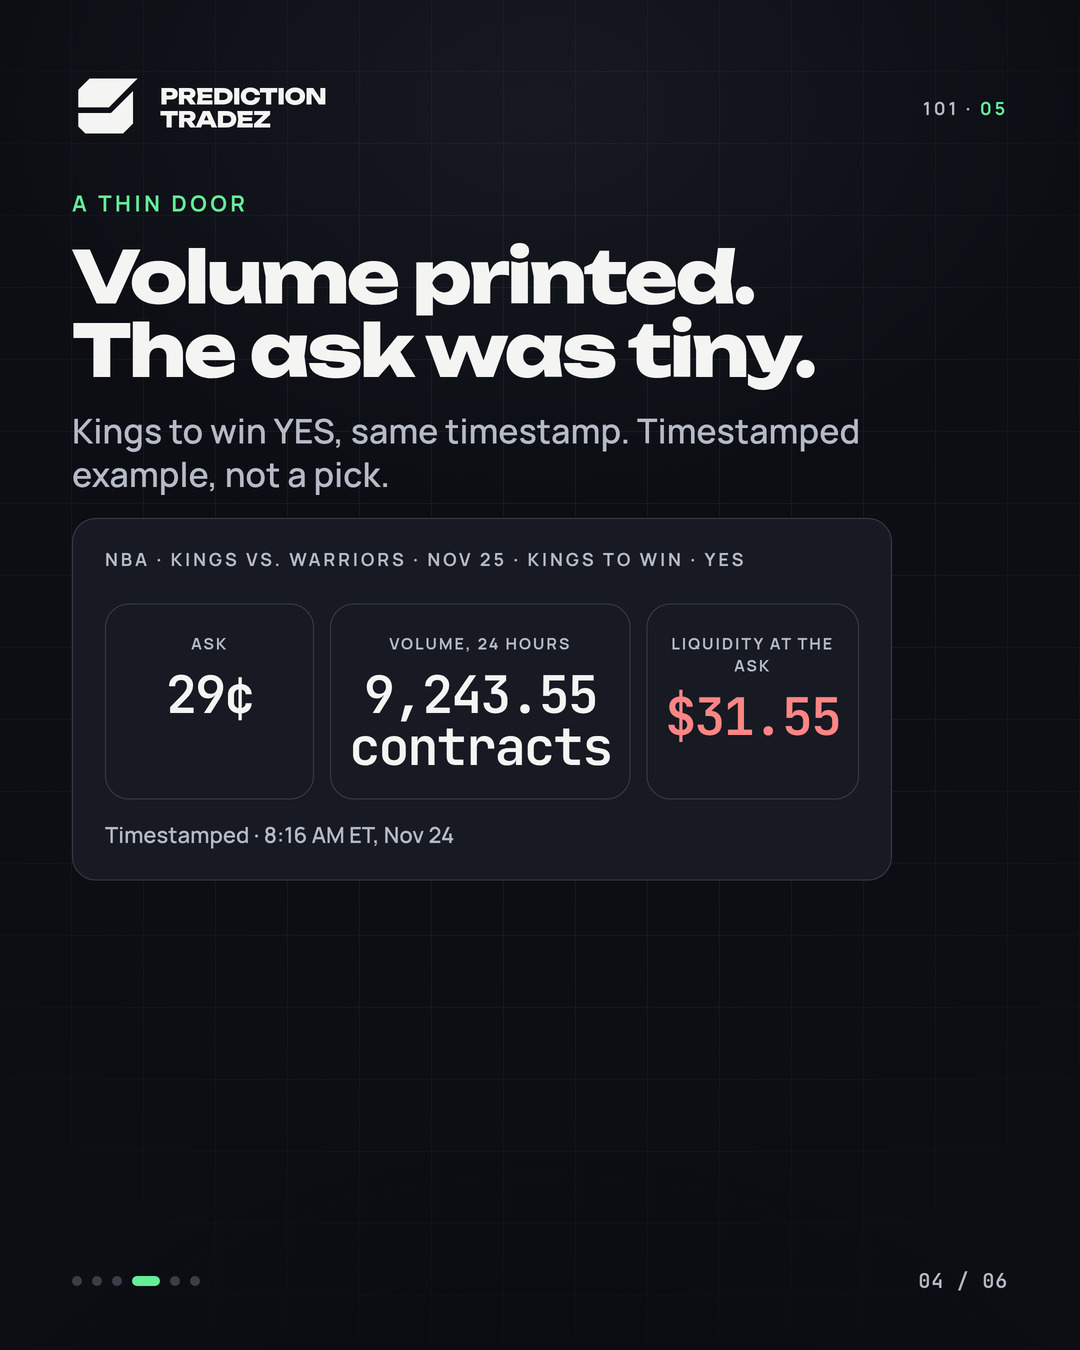 PREDICTION
TRADEZ
101 · 05
A THIN DOOR
Volume printed.
The ask was tiny.
Kings to win YES, same timestamp. Timestamped
example, not a pick.
NBA · KINGS VS. WARRIORS · NOV 25 · KINGS TO WIN · YES
ASK
29¢
VOLUME, 24 HOURS
9,243.55
contracts
LIQUIDITY AT THE
ASK
$31.55
Timestamped · 8:16 AM ET, Nov 24
04 / 06